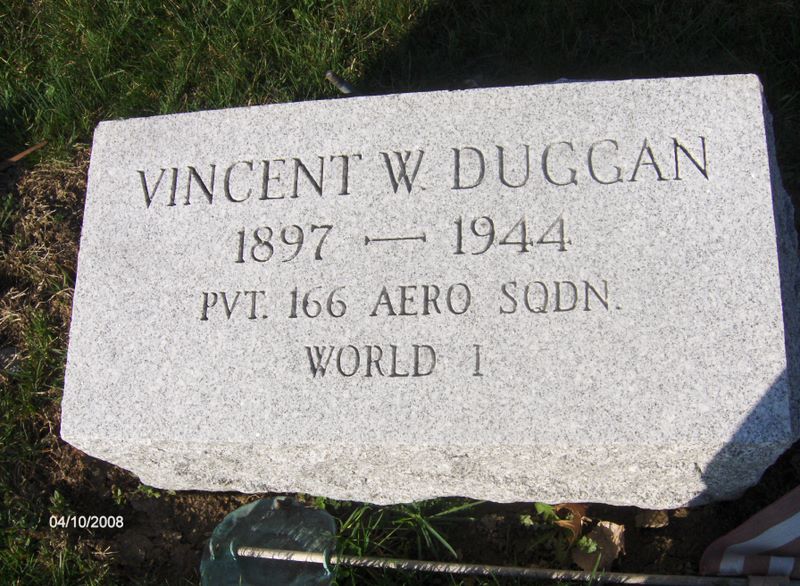 VINCENT W. DUGGAN
1897 — 1944
PVT. 166 AERO SQDN.
WORLD I
04/10/2008